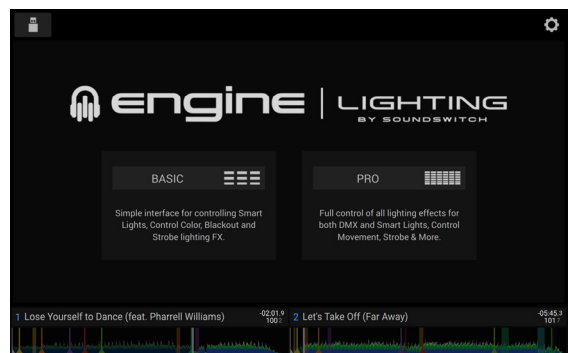 engine LIGHTING
BY SOUNDSWITCH
BASIC
Simple interface for controlling Smart
Lights, Control Color, Blackout and
Strobe lighting FX.
PRO
Full control of all lighting effects for
both DMX and Smart Lights, Control
Movement, Strobe & More.
1 Lose Yourself to Dance (feat. Pharrell Williams) -02:01.9
100
2 Let's Take Off (Far Away) -05:45.3
101